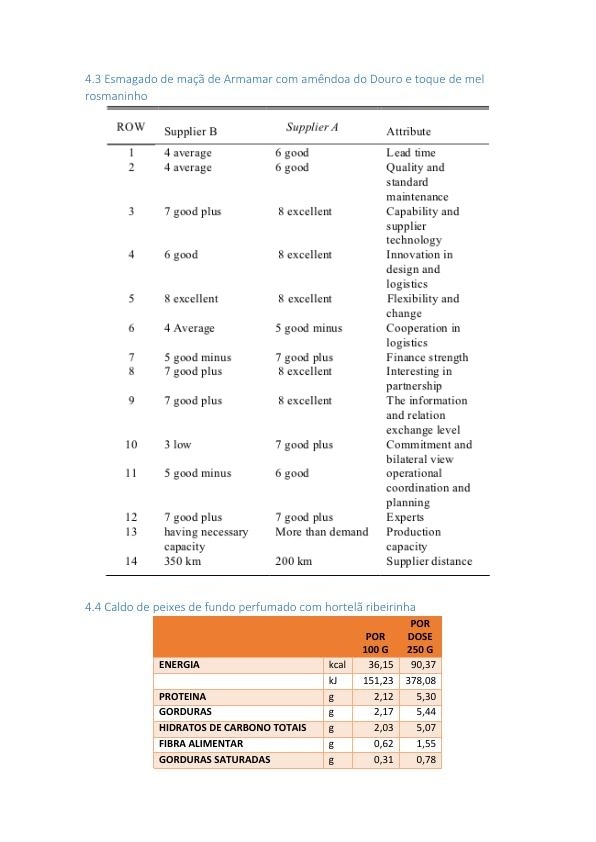 4.3 Esmagado de maçã de Armamar com amêndoa do Douro e toque de mel
rosmaninho
ROW Supplier B Supplier A Attribute
1 4 average 6 good Lead time
2 4 average 6 good Quality and
standard
maintenance
3 7 good plus 8 excellent Capability and
supplier
technology
4 6 good 8 excellent Innovation in
design and
logistics
5 8 excellent 8 excellent Flexibility and
change
6 4 Average 5 good minus Cooperation in
logistics
7 5 good minus 7 good plus Finance strength
8 7 good plus 8 excellent Interesting in
partnership
9 7 good plus 8 excellent The information
and relation
exchange level
10 3 low 7 good plus Commitment and
bilateral view
11 5 good minus 6 good operational
coordination and
planning
12 7 good plus 7 good plus Experts
13 having necessary More than demand Production
capacity capacity
14 350 km 200 km Supplier distance
4.4 Caldo de peixes de fundo perfumado com hortelã ribeirinha
POR
POR DOSE
100 G 250 G
ENERGIA kcal 36,15 90,37
kJ 151,23 378,08
PROTEINA g 2,12 5,30
GORDURAS g 2,17 5,44
HIDRATOS DE CARBONO TOTAIS g 2,03 5,07
FIBRA ALIMENTAR g 0,62 1,55
GORDURAS SATURADAS g 0,31 0,78